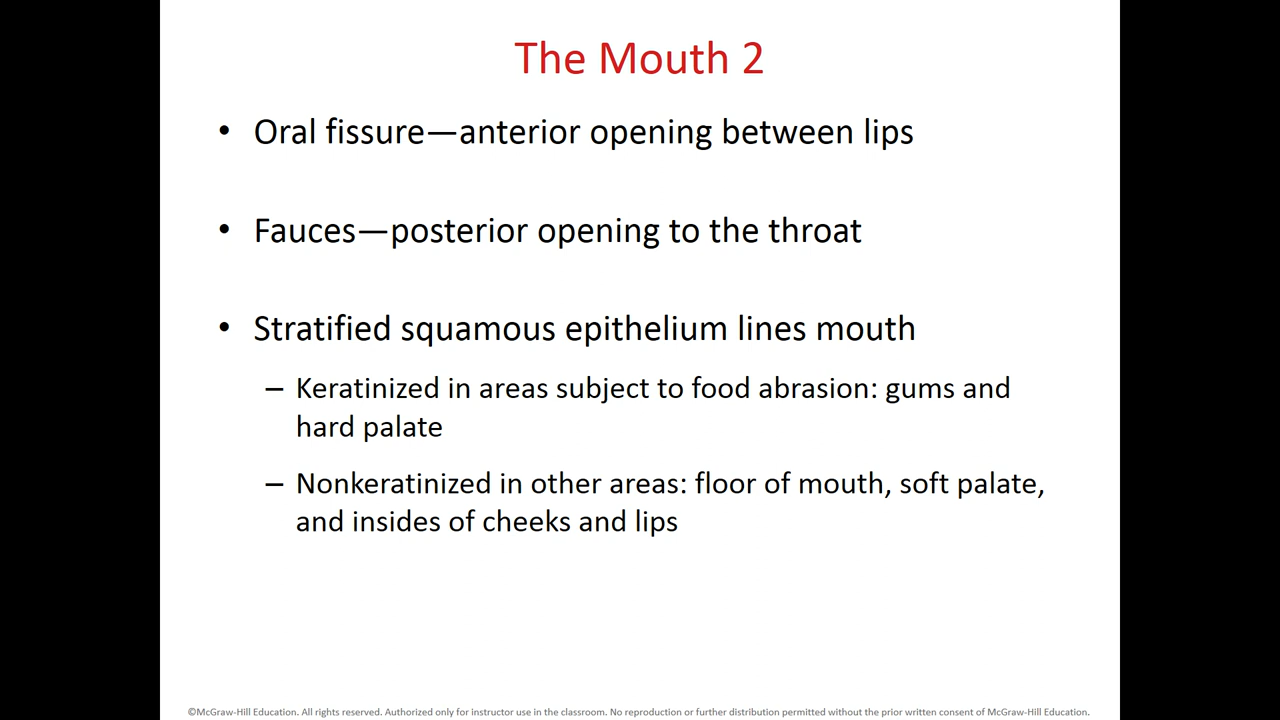 The Mouth 2
• Oral fissure—anterior opening between lips
• Fauces—posterior opening to the throat
• Stratified squamous epithelium lines mouth
– Keratinized in areas subject to food abrasion: gums and
hard palate
– Nonkeratinized in other areas: floor of mouth, soft palate,
and insides of cheeks and lips
©McGraw-Hill Education. All rights reserved. Authorized only for instructor use in the classroom. No reproduction or further distribution permitted without the prior written consent of McGraw-Hill Education.